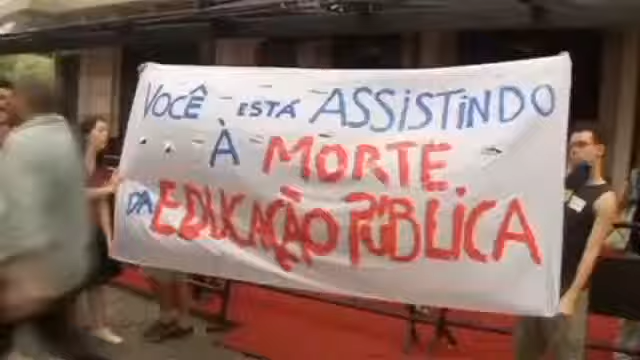 VOCÊ ESTÁ ASSISTINDO
À MORTE
DA EDUCAÇÃO PÚBLICA